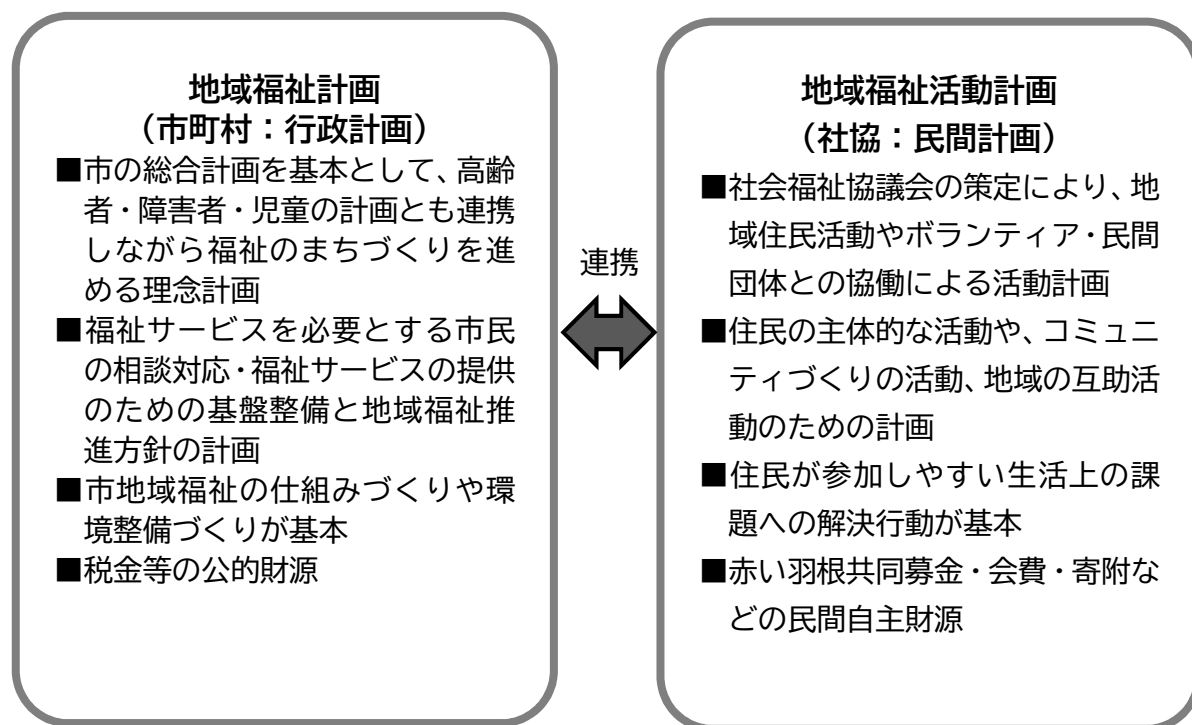 地域福祉計画
（市町村：行政計画）
■市の総合計画を基本として、高齢
者・障害者・児童の計画とも連携
しながら福祉のまちづくりを進
める理念計画
■福祉サービスを必要とする市民
の相談対応・福祉サービスの提供
のための基盤整備と地域福祉推
進方針の計画
■市地域福祉の仕組みづくりや環
境整備づくりが基本
■税金等の公的財源
連携
地域福祉活動計画
（社協：民間計画）
■社会福祉協議会の策定により、地
域住民活動やボランティア・民間
団体との協働による活動計画
■住民の主体的な活動や、コミュニ
ティづくりの活動、地域の互助活
動のための計画
■住民が参加しやすい生活上の課
題への解決行動が基本
■赤い羽根共同募金・会費・寄附な
どの民間自主財源